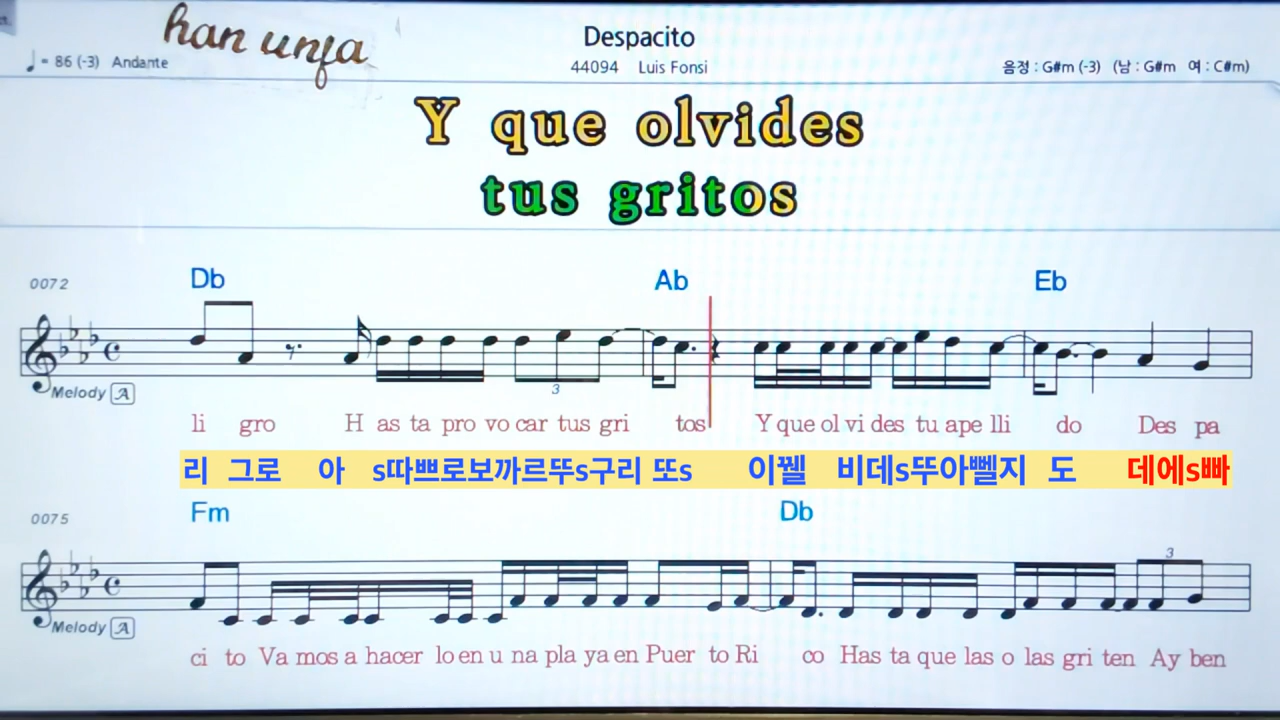 han unja
Despacito
♩= 86 (-3) Andante
44094 Luis Fonsi
음정 : G#m (-3) (남 : G#m 여 : C#m)
Y que olvides
tus gritos
0072 Db Ab Eb
3
Melody A
li gro H as ta pro vo car tus gri tos Y que ol vi des tu ape lli do Des pa
리 그로 아 s따쁘로보까르뚜s구리 또s 이꿸 비데s뚜아뻴지 도 데에s빠
0075 Fm Db
3
Melody A
ci to Va mos a hacer lo en u na pla ya en Puer to Ri co Has ta que las o las gri ten Ay ben